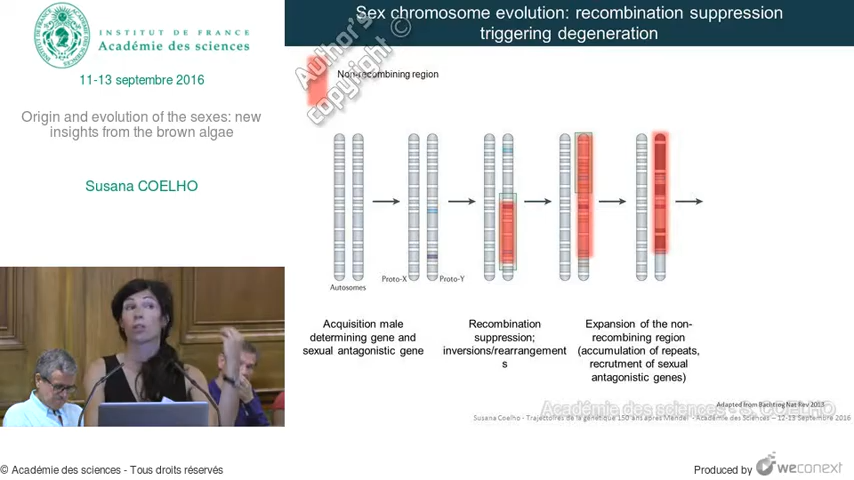 INSTITUT DE FRANCE
Académie des sciences
11-13 septembre 2016
Origin and evolution of the sexes: new
insights from the brown algae
Susana COELHO
Sex chromosome evolution: recombination suppression
triggering degeneration
Author's
copyright ©
Non-recombining region
Autosomes
Proto-X
Proto-Y
Acquisition male
determining gene and
sexual antagonistic gene
Recombination
suppression;
inversions/rearrangement
s
Expansion of the non-
recombining region
(accumulation of repeats,
recrutment of sexual
antagonistic genes)
Adapted from Bachtrog Nat Rev 2013
Académie des sciences - S. COELHO
Susana Coelho - Trajectoires de la génétique 150 ans après Mendel - Académie des Sciences – 12-13 Septembre 2016
© Académie des sciences - Tous droits réservés
Produced by weconext